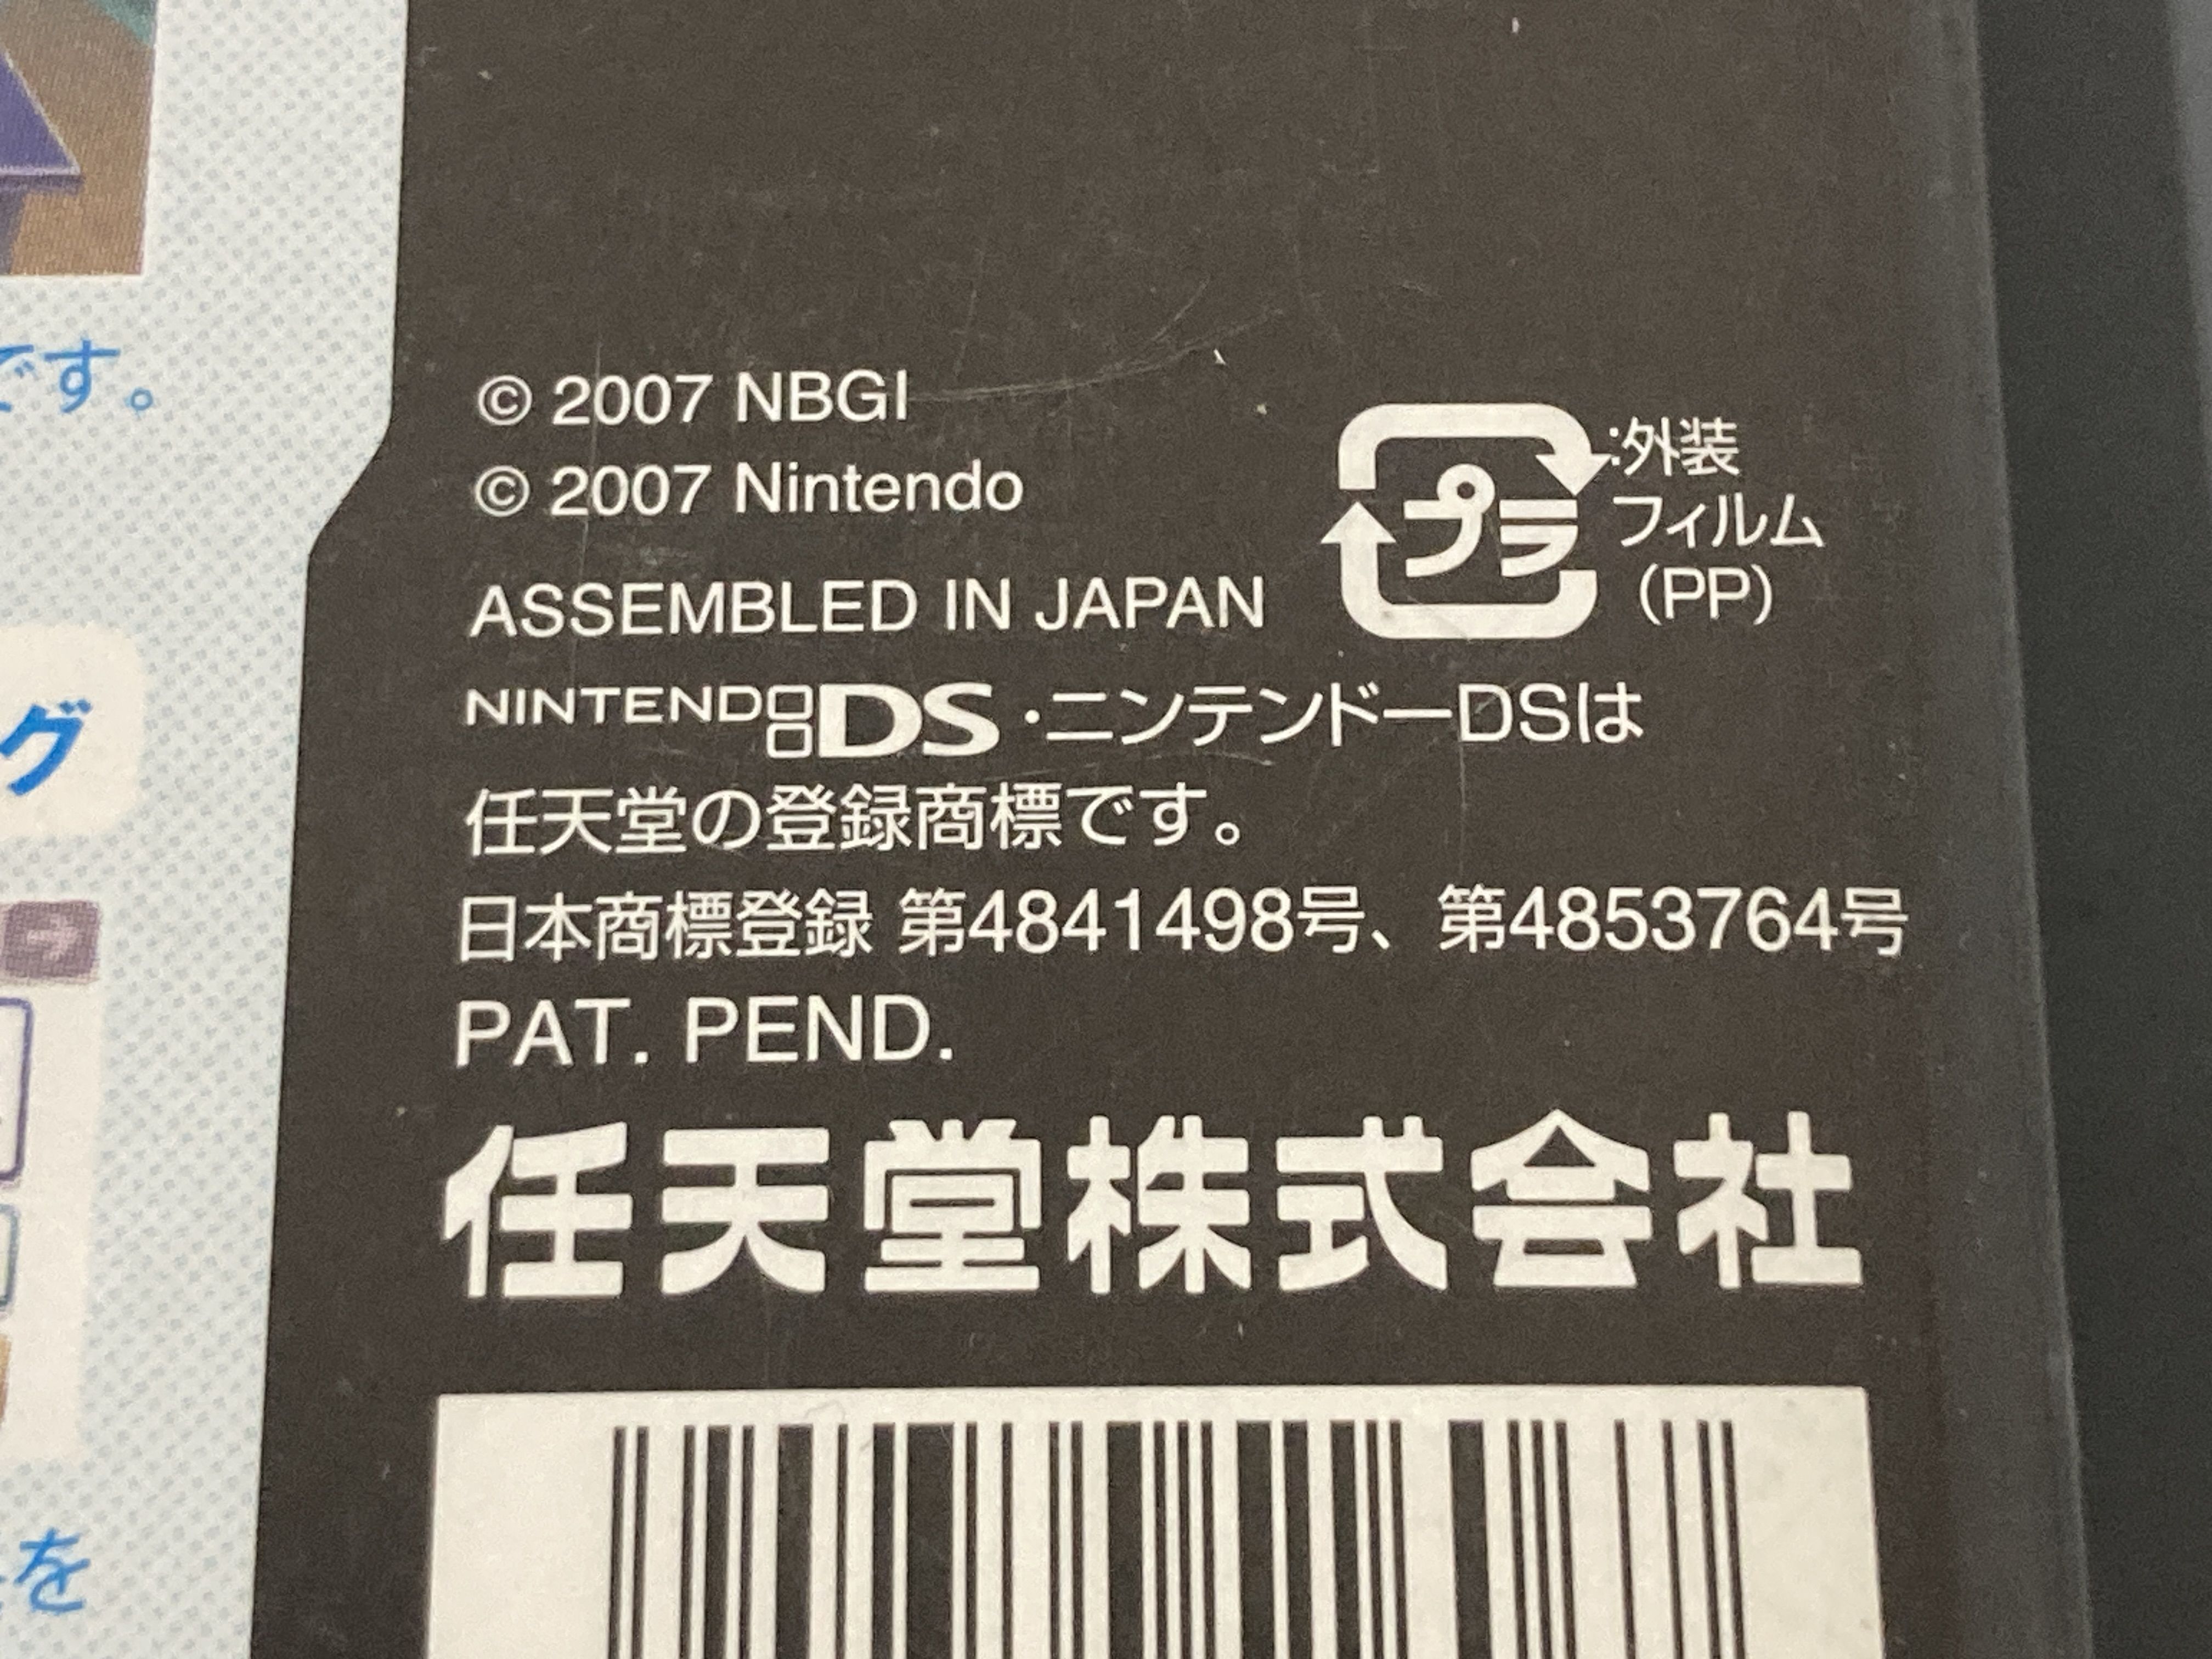 です。
グ
を
© 2007 NBGI
© 2007 Nintendo
ASSEMBLED IN JAPAN
プラ
:外装
フィルム
(PP)
NINTENDO DS・ニンテンドーDSは
任天堂の登録商標です。
日本商標登録 第4841498号、第4853764号
PAT. PEND.
任天堂株式会社